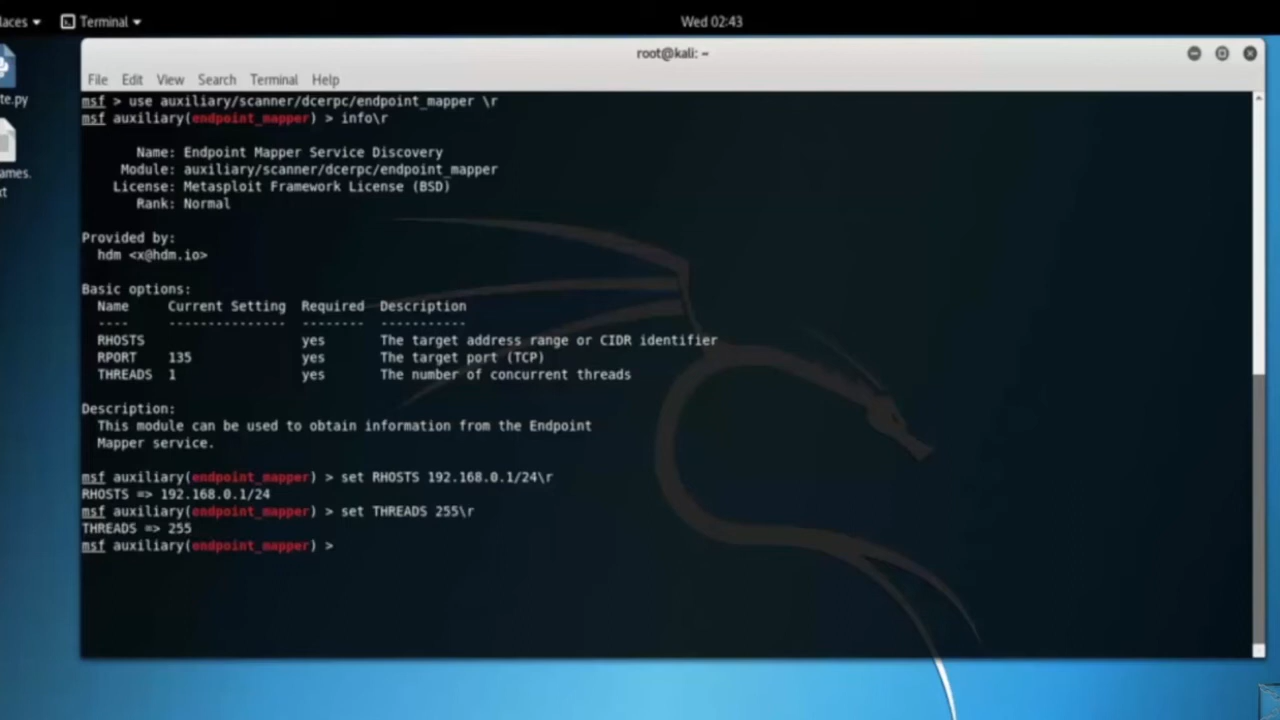 laces Terminal Wed 02:43
root@kali: ~
File Edit View Search Terminal Help
te.py
ames.
xt
msf > use auxiliary/scanner/dcerpc/endpoint_mapper \r
msf auxiliary(endpoint_mapper) > info\r
Name: Endpoint Mapper Service Discovery
Module: auxiliary/scanner/dcerpc/endpoint_mapper
License: Metasploit Framework License (BSD)
Rank: Normal
Provided by:
hdm <x@hdm.io>
Basic options:
Name Current Setting Required Description
---- --------------- -------- -----------
RHOSTS yes The target address range or CIDR identifier
RPORT 135 yes The target port (TCP)
THREADS 1 yes The number of concurrent threads
Description:
This module can be used to obtain information from the Endpoint
Mapper service.
msf auxiliary(endpoint_mapper) > set RHOSTS 192.168.0.1/24\r
RHOSTS => 192.168.0.1/24
msf auxiliary(endpoint_mapper) > set THREADS 255\r
THREADS => 255
msf auxiliary(endpoint_mapper) >